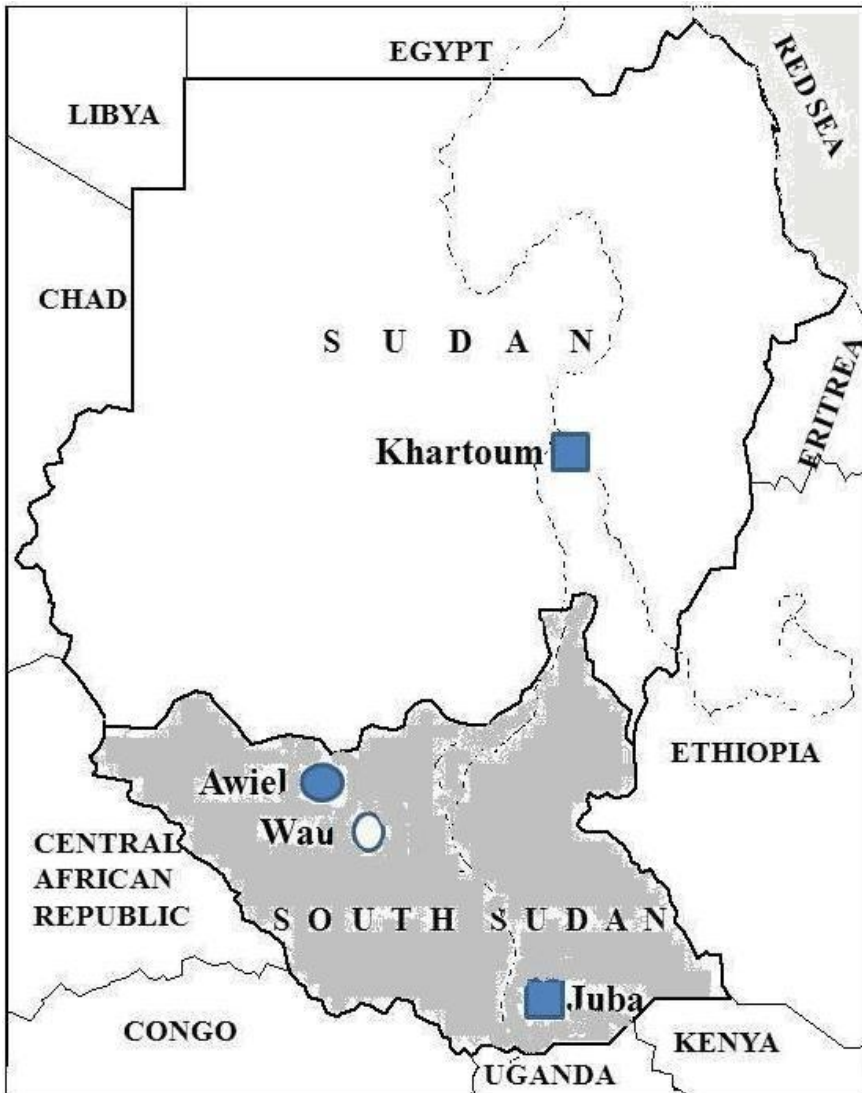 EGYPT
RED SEA
LIBYA
CHAD
S U D A N
ERITREA
Khartoum
ETHIOPIA
Awiel
Wau
CENTRAL
AFRICAN
REPUBLIC
S O U T H S U D A N
Juba
CONGO
KENYA
UGANDA